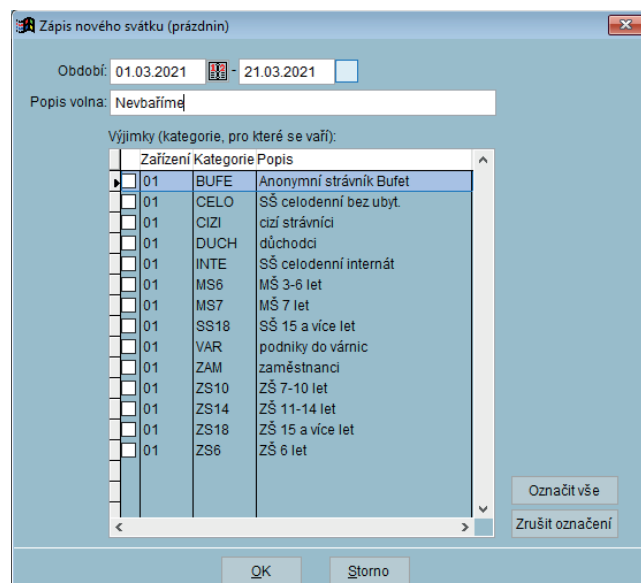 Zápis nového svátku (prázdnin)
Období: 01.03.2021 - 21.03.2021
Popis volna: Nevbaříme
Výjimky (kategorie, pro které se vaří):
Zařízení Kategorie Popis
01 BUFE Anonymní strávník Bufet
01 CELO SŠ celodenní bez ubyt.
01 CIZI cizí strávníci
01 DUCH důchodci
01 INTE SŠ celodenní internát
01 MS6 MŠ 3-6 let
01 MS7 MŠ 7 let
01 SS18 SŠ 15 a více let
01 VAR podniky do várnic
01 ZAM zaměstnanci
01 ZS10 ZŠ 7-10 let
01 ZS14 ZŠ 11-14 let
01 ZS18 ZŠ 15 a více let
01 ZS6 ZŠ 6 let
Označit vše
Zrušit označení
OK Storno